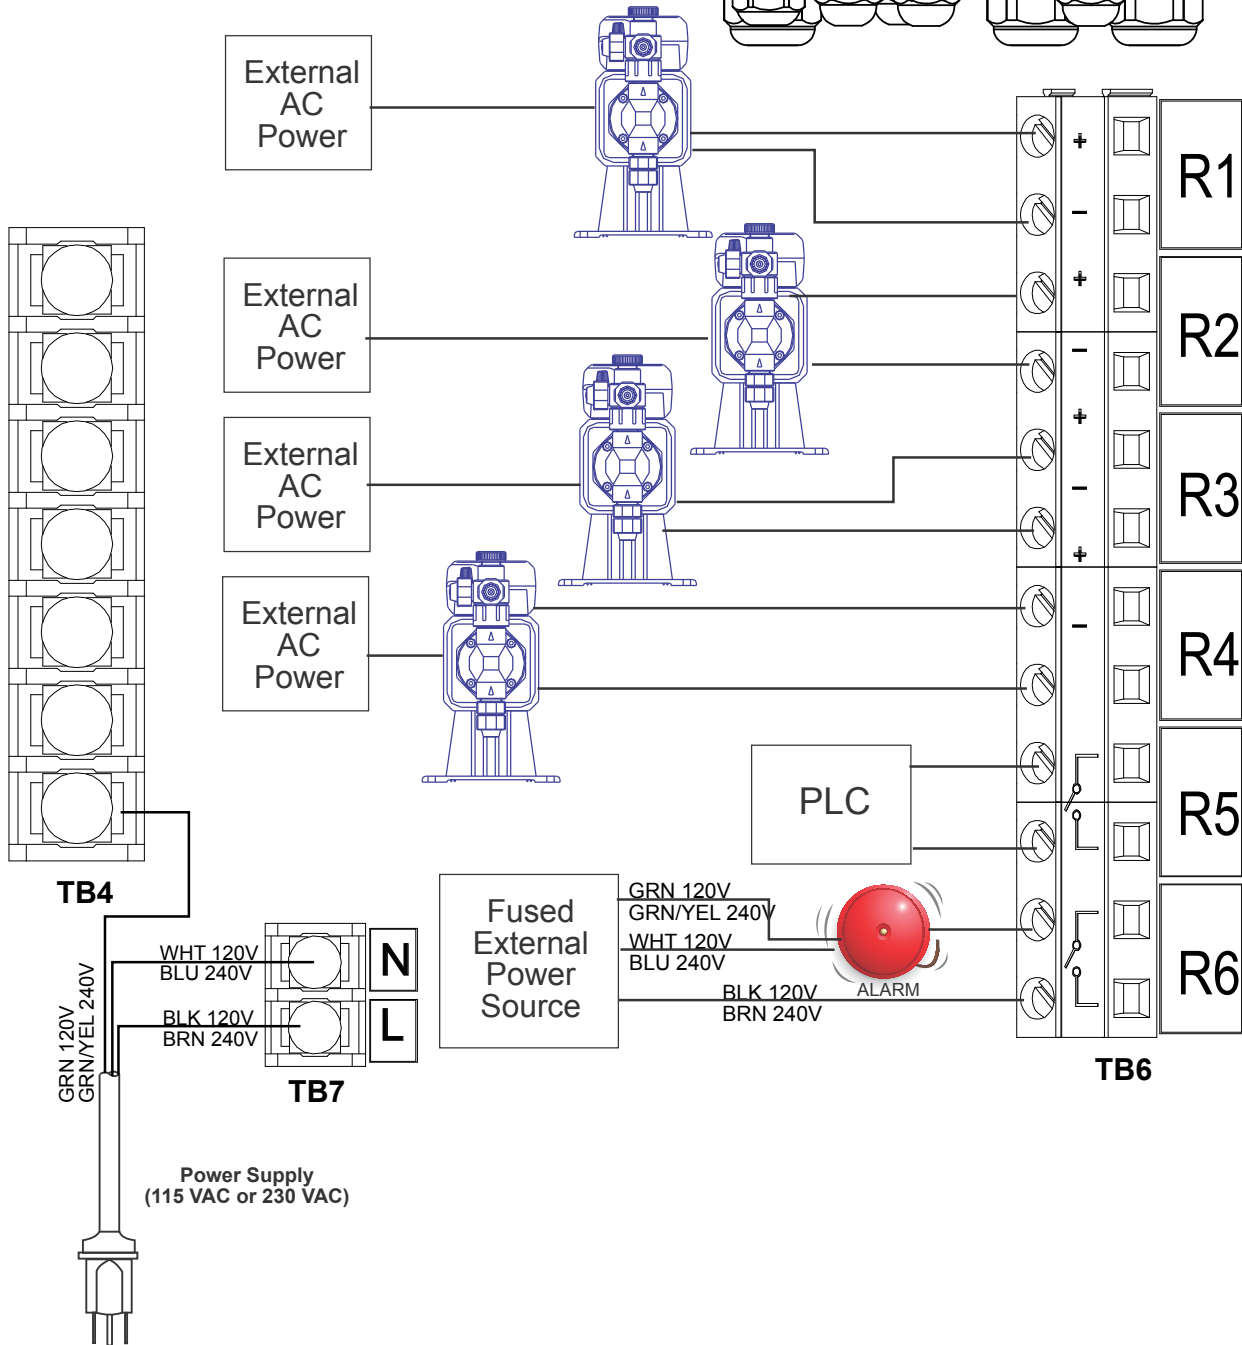 External
AC
Power
+
R1
–
External
AC
Power
+
R2
–
External
AC
Power
+
R3
–
External
AC
Power
+
R4
–
PLC
R5
TB4
Fused
External
Power
Source
GRN 120V
GRN/YEL 240V
WHT 120V
BLU 240V
ALARM
BLK 120V
BRN 240V
R6
TB6
WHT 120V
BLU 240V
N
BLK 120V
BRN 240V
L
TB7
GRN 120V
GRN/YEL 240V
Power Supply
(115 VAC or 230 VAC)